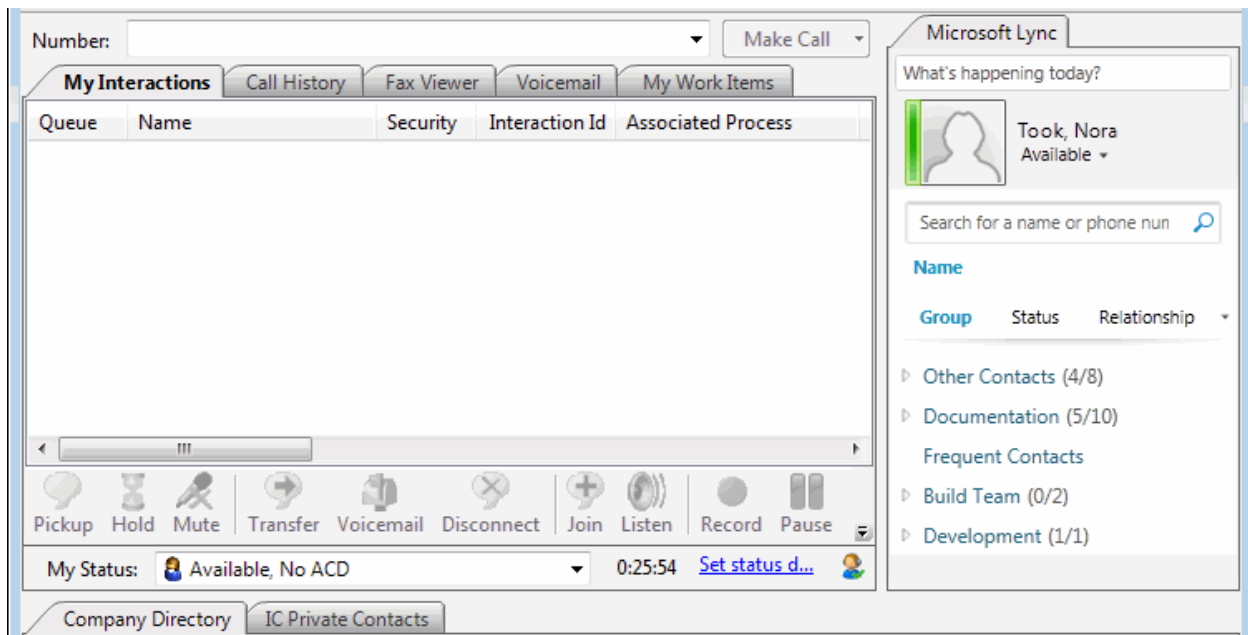 Number:
Make Call
My Interactions Call History Fax Viewer Voicemail My Work Items
Queue Name Security Interaction Id Associated Process
Pickup Hold Mute Transfer Voicemail Disconnect Join Listen Record Pause
My Status: Available, No ACD 0:25:54 Set status d...
Company Directory IC Private Contacts
Microsoft Lync
What's happening today?
Took, Nora
Available
Search for a name or phone nun
Name
Group Status Relationship
Other Contacts (4/8)
Documentation (5/10)
Frequent Contacts
Build Team (0/2)
Development (1/1)